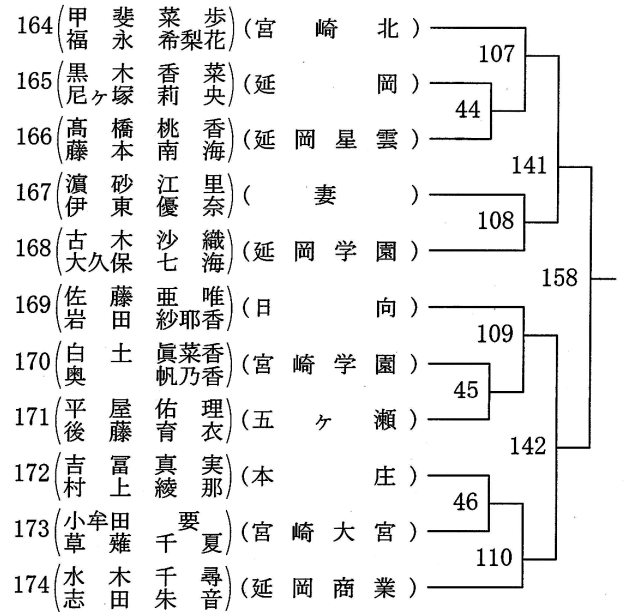 164 甲斐菜歩 (宮崎北)
福永希梨花
107
165 黒木香菜 (延岡)
尼ヶ塚莉央
44
166 髙橋桃香 (延岡星雲)
藤本南海
141
167 濵砂江里 (妻)
伊東優奈
108
168 古木沙織 (延岡学園)
大久保七海
158
169 佐藤亜唯 (日向)
岩田紗耶香
109
170 白土眞菜香 (宮崎学園)
奥帆乃香
45
171 平屋佑理 (五ヶ瀬)
後藤育衣
142
172 吉冨真実 (本庄)
村上綾那
46
173 小牟田要 (宮崎大宮)
草薙千夏
110
174 水木千尋 (延岡商業)
志田朱音